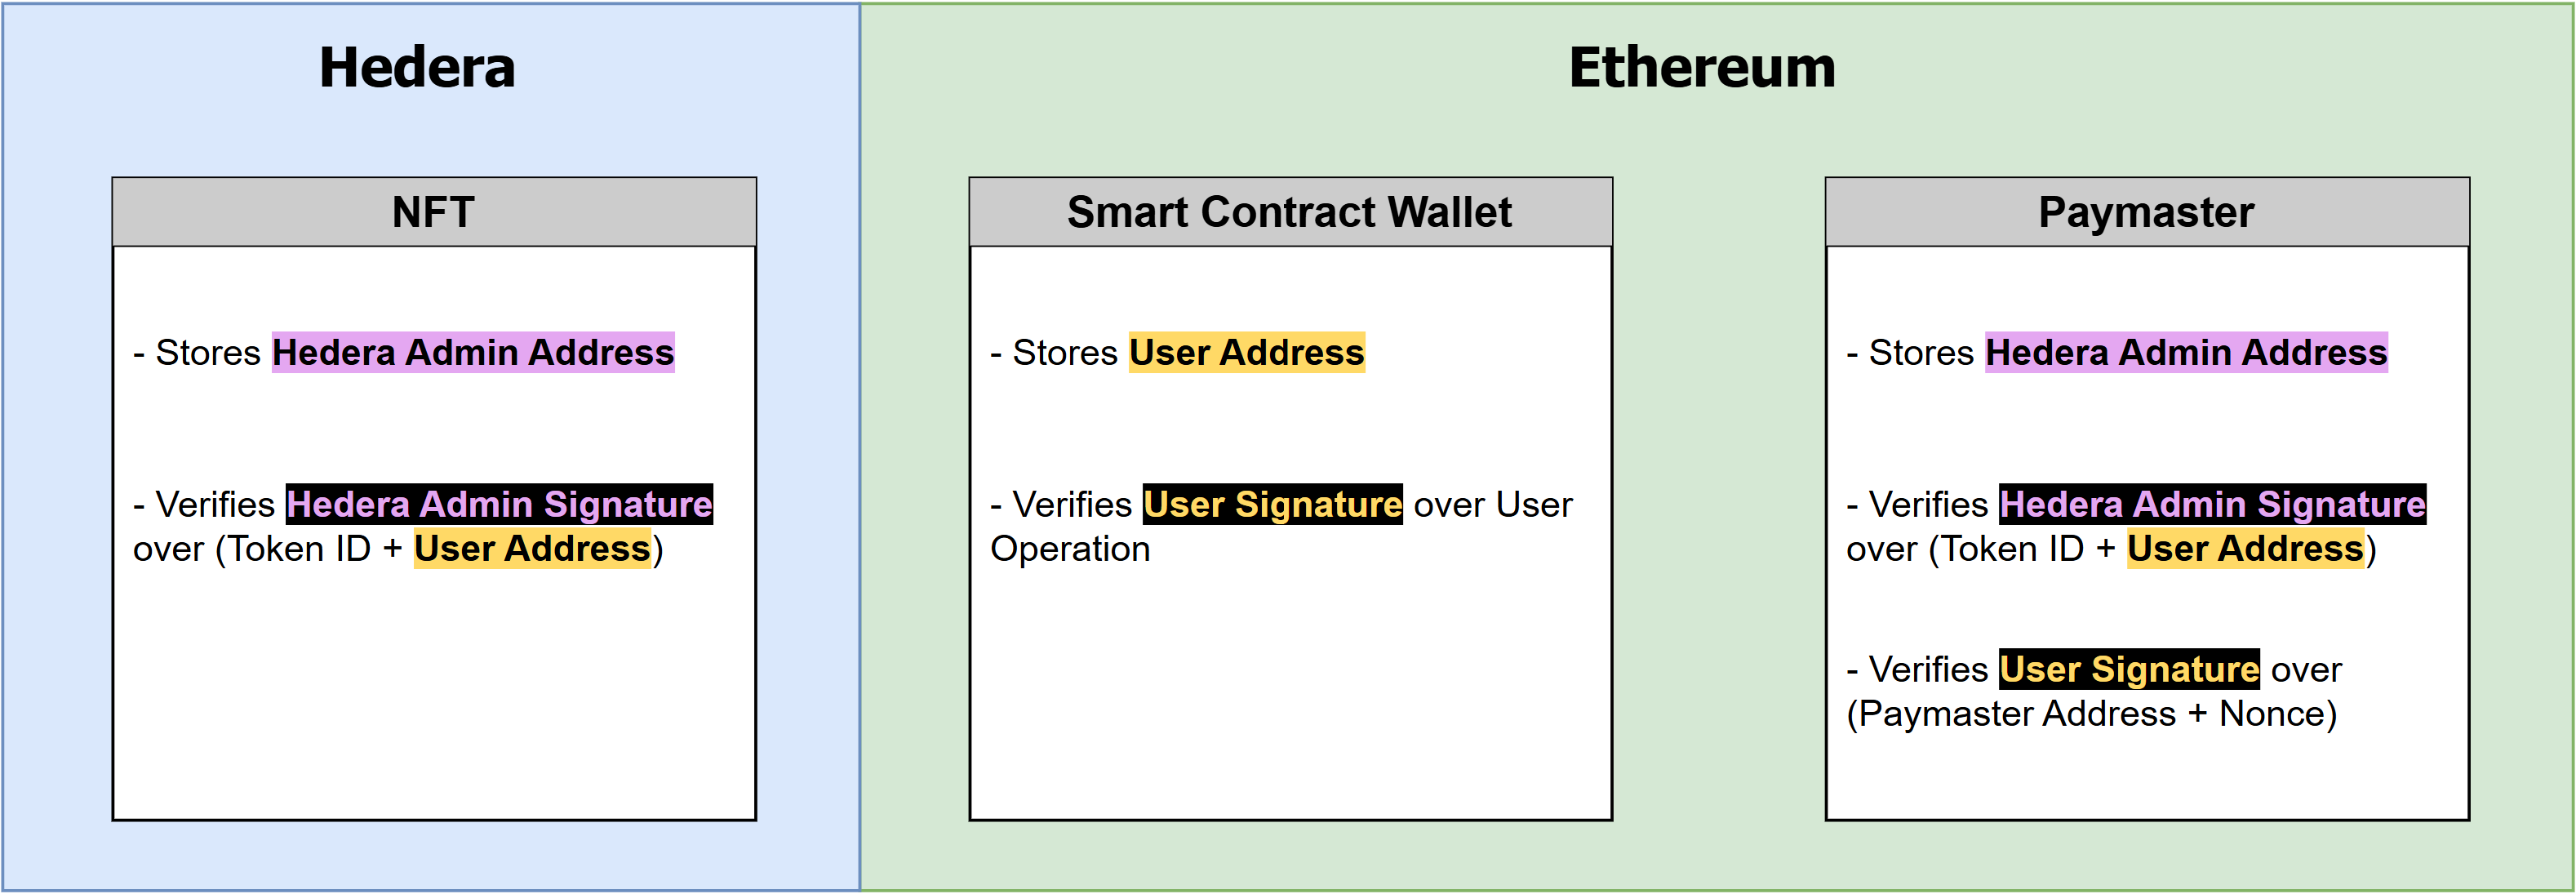 Hedera
NFT
- Stores Hedera Admin Address
- Verifies Hedera Admin Signature
over (Token ID + User Address)
Ethereum
Smart Contract Wallet
- Stores User Address
- Verifies User Signature over User
Operation
Paymaster
- Stores Hedera Admin Address
- Verifies Hedera Admin Signature
over (Token ID + User Address)
- Verifies User Signature over
(Paymaster Address + Nonce)